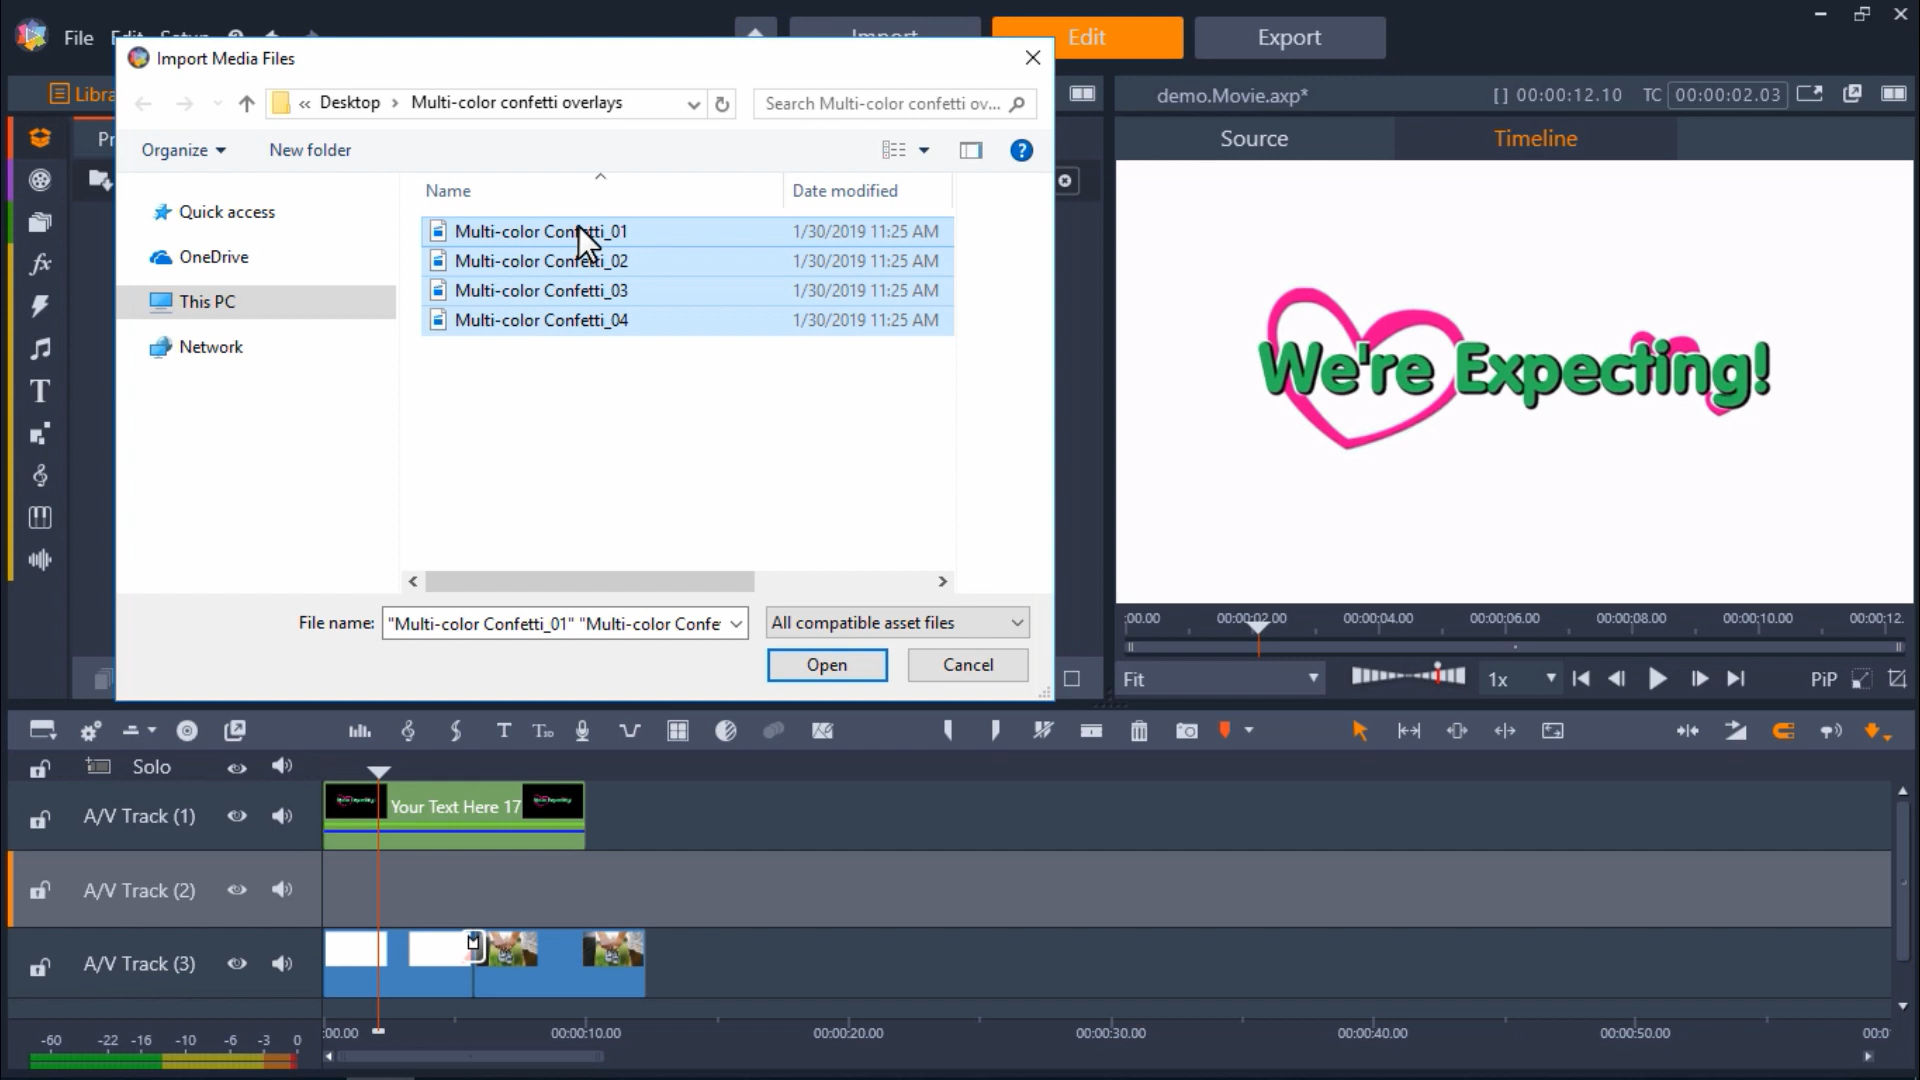 File Edit Setup
Import
Edit
Export
Import Media Files
« Desktop › Multi-color confetti overlays
Search Multi-color confetti ov...
Organize
New folder
Name
Date modified
Quick access
OneDrive
This PC
Network
Multi-color Confetti_01 1/30/2019 11:25 AM
Multi-color Confetti_02 1/30/2019 11:25 AM
Multi-color Confetti_03 1/30/2019 11:25 AM
Multi-color Confetti_04 1/30/2019 11:25 AM
File name: "Multi-color Confetti_01" "Multi-color Confe
All compatible asset files
Open
Cancel
Libra
Pr
demo.Movie.axp*
[ ] 00:00:12.10 TC 00:00:02.03
Source
Timeline
We're Expecting!
:00.00 00:00:02.00 00:00:04.00 00:00:06.00 00:00:08.00 00:00:10.00 00:00:12.
Fit
1x
PiP
Solo
A/V Track (1)
Your Text Here 17
A/V Track (2)
A/V Track (3)
-60 -22 -16 -10 -6 -3 0
:00.00 00:00:10.00 00:00:20.00 00:00:30.00 00:00:40.00 00:00:50.00 00:0